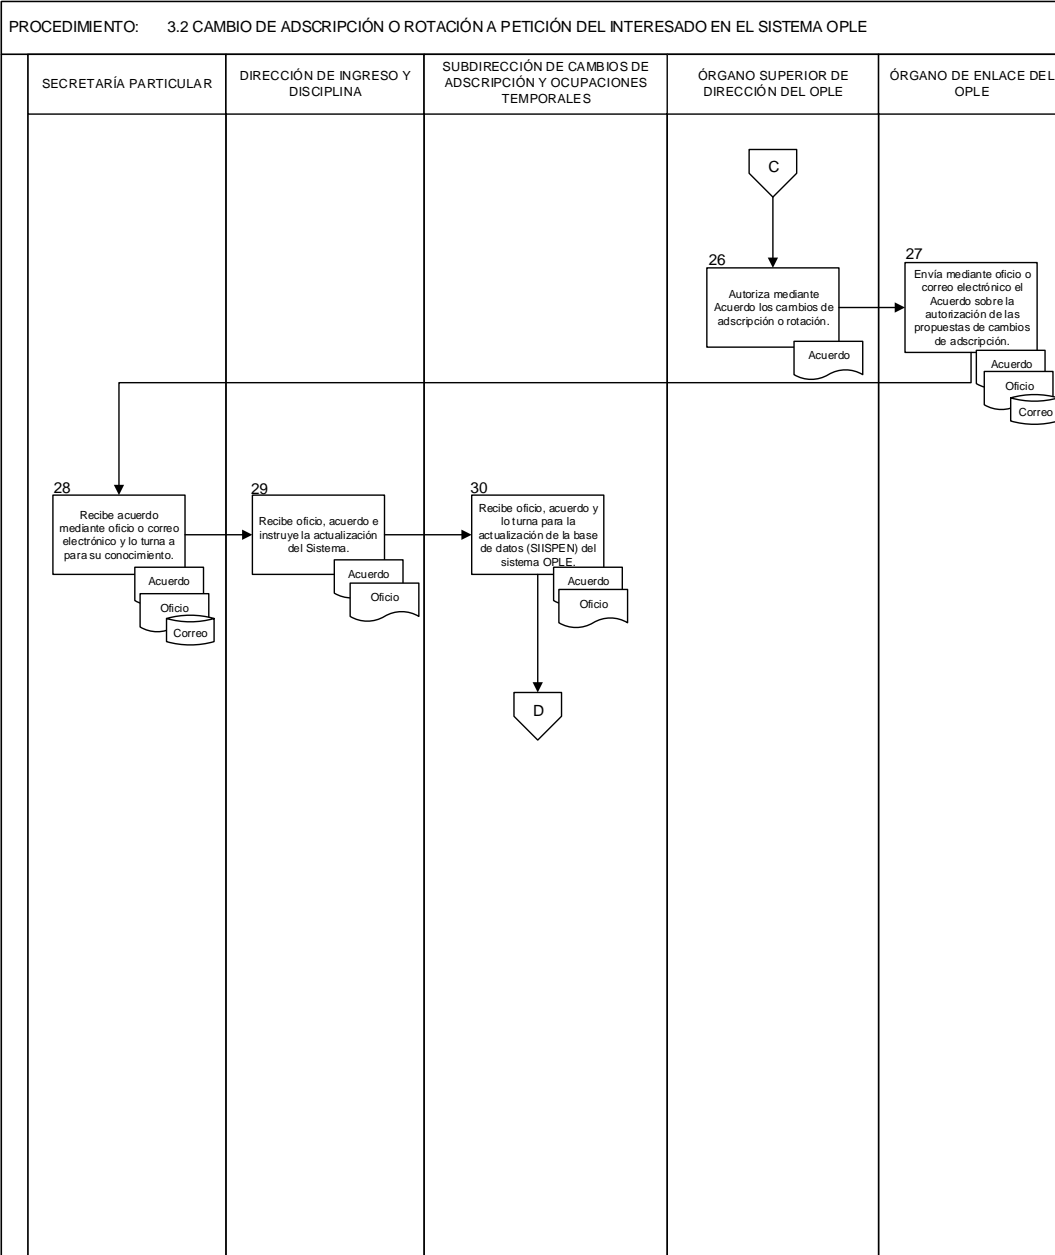 PROCEDIMIENTO: 3.2 CAMBIO DE ADSCRIPCIÓN O ROTACIÓN A PETICIÓN DEL INTERESADO EN EL SISTEMA OPLE
SECRETARÍA PARTICULAR
DIRECCIÓN DE INGRESO Y
DISCIPLINA
SUBDIRECCIÓN DE CAMBIOS DE
ADSCRIPCIÓN Y OCUPACIONES
TEMPORALES
ÓRGANO SUPERIOR DE
DIRECCIÓN DEL OPLE
ÓRGANO DE ENLACE DEL
OPLE
C
26
Autoriza mediante
Acuerdo los cambios de
adscripción o rotación.
Acuerdo
27
Envía mediante oficio o
correo electrónico el
Acuerdo sobre la
autorización de las
propuestas de cambios
de adscripción.
Acuerdo
Oficio
Correo
28
Recibe acuerdo
mediante oficio o correo
electrónico y lo turna a
para su conocimiento.
Acuerdo
Oficio
Correo
29
Recibe oficio, acuerdo e
instruye la actualización
del Sistema.
Acuerdo
Oficio
30
Recibe oficio, acuerdo y
lo turna para la
actualización de la base
de datos (SIISPEN) del
sistema OPLE.
Acuerdo
Oficio
D